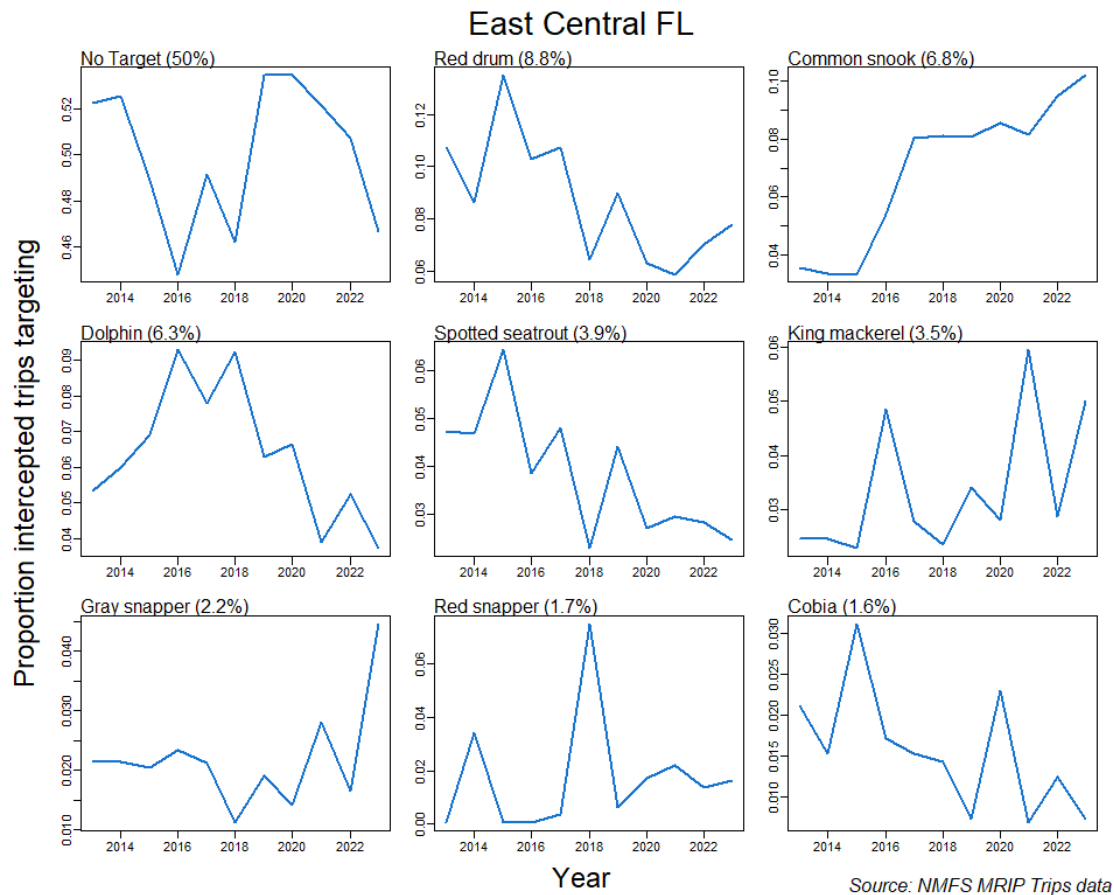 East Central FL
Proportion intercepted trips targeting
No Target (50%)
0.52
0.50
0.48
0.46
2014 2016 2018 2020 2022
Red drum (8.8%)
0.12
0.10
0.08
0.06
2014 2016 2018 2020 2022
Common snook (6.8%)
0.10
0.08
0.06
0.04
2014 2016 2018 2020 2022
Dolphin (6.3%)
0.09
0.08
0.07
0.06
0.05
0.04
2014 2016 2018 2020 2022
Spotted seatrout (3.9%)
0.06
0.05
0.04
0.03
2014 2016 2018 2020 2022
King mackerel (3.5%)
0.06
0.05
0.04
0.03
2014 2016 2018 2020 2022
Gray snapper (2.2%)
0.040
0.030
0.020
0.010
2014 2016 2018 2020 2022
Red snapper (1.7%)
0.06
0.04
0.02
0.00
2014 2016 2018 2020 2022
Cobia (1.6%)
0.030
0.025
0.020
0.015
0.010
2014 2016 2018 2020 2022
Year
Source: NMFS MRIP Trips data